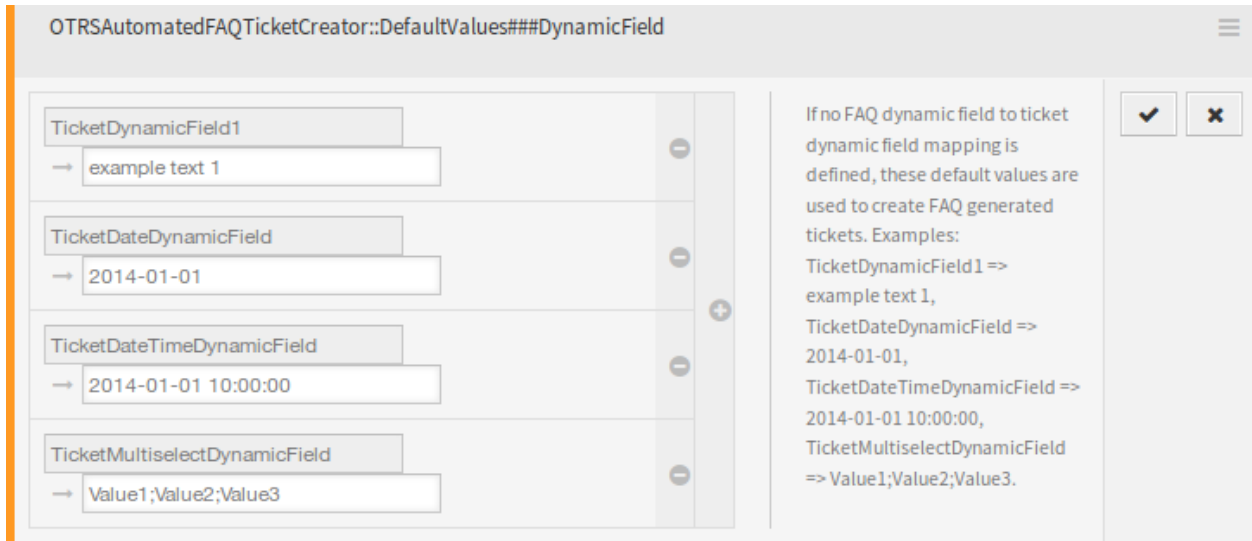 OTRSAutomatedFAQTicketCreator::DefaultValues###DynamicField
TicketDynamicField1
example text 1
TicketDateDynamicField
2014-01-01
TicketDateTimeDynamicField
2014-01-01 10:00:00
TicketMultiselectDynamicField
Value1;Value2;Value3
If no FAQ dynamic field to ticket
dynamic field mapping is
defined, these default values are
used to create FAQ generated
tickets. Examples:
TicketDynamicField1 =>
example text 1,
TicketDateDynamicField =>
2014-01-01,
TicketDateTimeDynamicField =>
2014-01-01 10:00:00,
TicketMultiselectDynamicField
=> Value1;Value2;Value3.